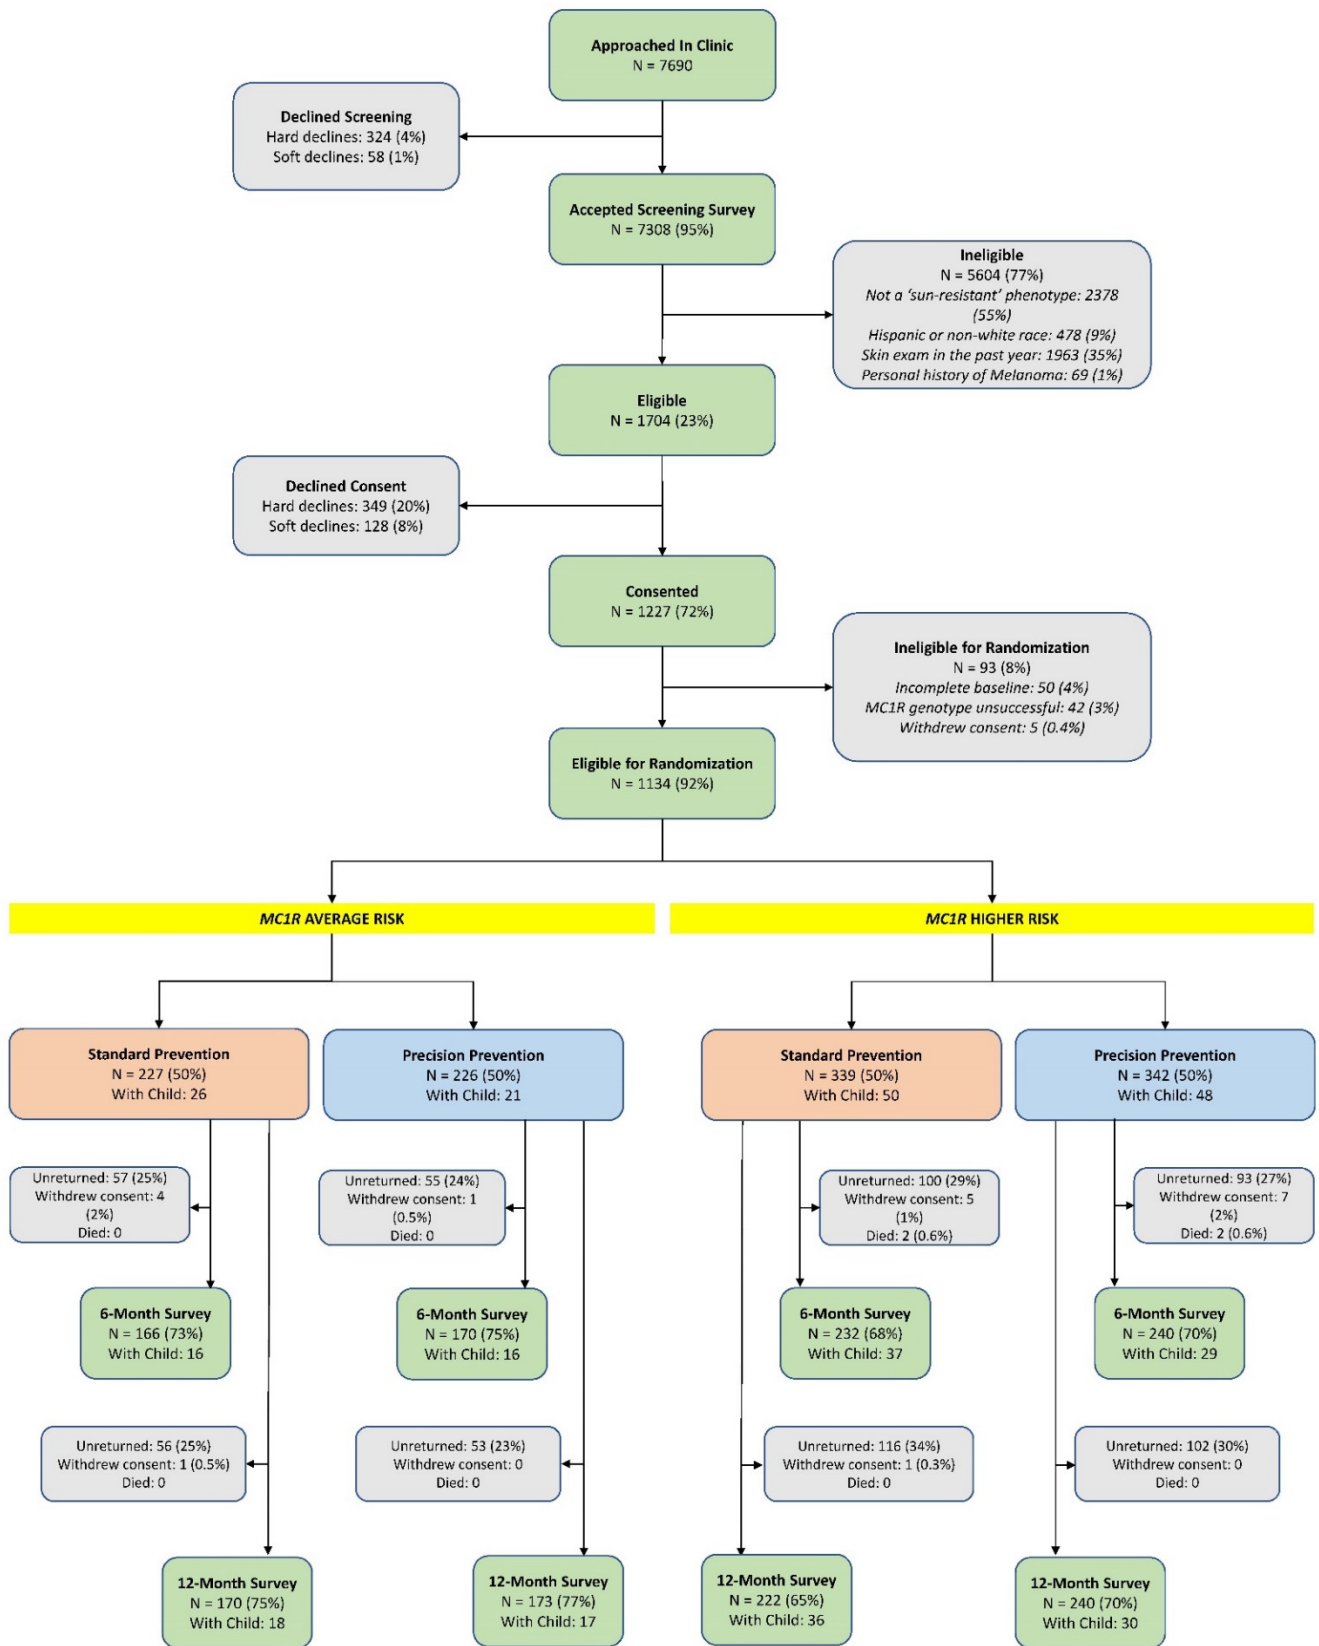 Approached In Clinic
N = 7690
Declined Screening
Hard declines: 324 (4%)
Soft declines: 58 (1%)
Accepted Screening Survey
N = 7308 (95%)
Ineligible
N = 5604 (77%)
Not a ‘sun-resistant’ phenotype: 2378
(55%)
Hispanic or non-white race: 478 (9%)
Skin exam in the past year: 1963 (35%)
Personal history of Melanoma: 69 (1%)
Eligible
N = 1704 (23%)
Declined Consent
Hard declines: 349 (20%)
Soft declines: 128 (8%)
Consented
N = 1227 (72%)
Ineligible for Randomization
N = 93 (8%)
Incomplete baseline: 50 (4%)
MC1R genotype unsuccessful: 42 (3%)
Withdrew consent: 5 (0.4%)
Eligible for Randomization
N = 1134 (92%)
MC1R AVERAGE RISK
MC1R HIGHER RISK
Standard Prevention
N = 227 (50%)
With Child: 26
Precision Prevention
N = 226 (50%)
With Child: 21
Standard Prevention
N = 339 (50%)
With Child: 50
Precision Prevention
N = 342 (50%)
With Child: 48
Unreturned: 57 (25%)
Withdrew consent: 4
(2%)
Died: 0
Unreturned: 55 (24%)
Withdrew consent: 1
(0.5%)
Died: 0
Unreturned: 100 (29%)
Withdrew consent: 5
(1%)
Died: 2 (0.6%)
Unreturned: 93 (27%)
Withdrew consent: 7
(2%)
Died: 2 (0.6%)
6-Month Survey
N = 166 (73%)
With Child: 16
6-Month Survey
N = 170 (75%)
With Child: 16
6-Month Survey
N = 232 (68%)
With Child: 37
6-Month Survey
N = 240 (70%)
With Child: 29
Unreturned: 56 (25%)
Withdrew consent: 1 (0.5%)
Died: 0
Unreturned: 53 (23%)
Withdrew consent: 0
Died: 0
Unreturned: 116 (34%)
Withdrew consent: 1 (0.3%)
Died: 0
Unreturned: 102 (30%)
Withdrew consent: 0
Died: 0
12-Month Survey
N = 170 (75%)
With Child: 18
12-Month Survey
N = 173 (77%)
With Child: 17
12-Month Survey
N = 222 (65%)
With Child: 36
12-Month Survey
N = 240 (70%)
With Child: 30